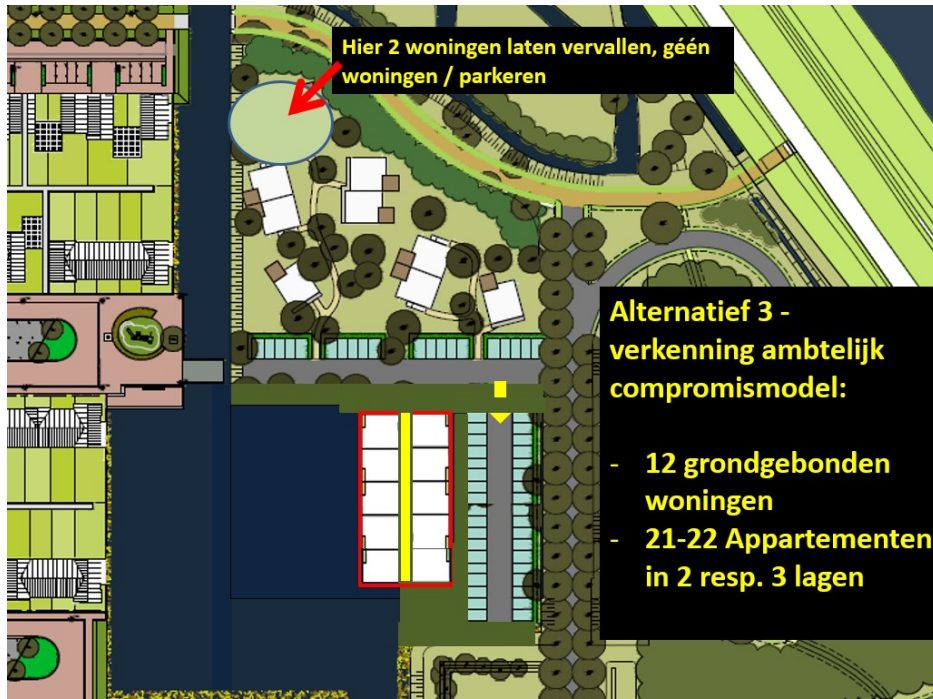 Hier 2 woningen laten vervallen, géén
woningen / parkeren
Alternatief 3 -
verkenning ambtelijk
compromismodel:
- 12 grondgebonden
woningen
- 21-22 Appartementen
in 2 resp. 3 lagen